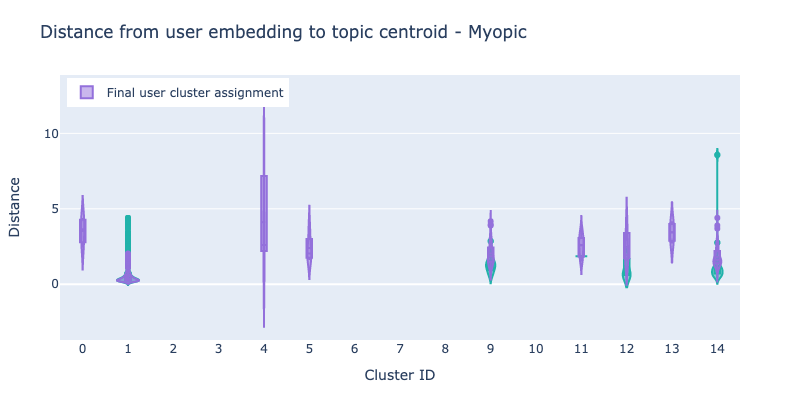 Distance from user embedding to topic centroid - Myopic
Final user cluster assignment
10
5
0
Distance
0 1 2 3 4 5 6 7 8 9 10 11 12 13 14
Cluster ID